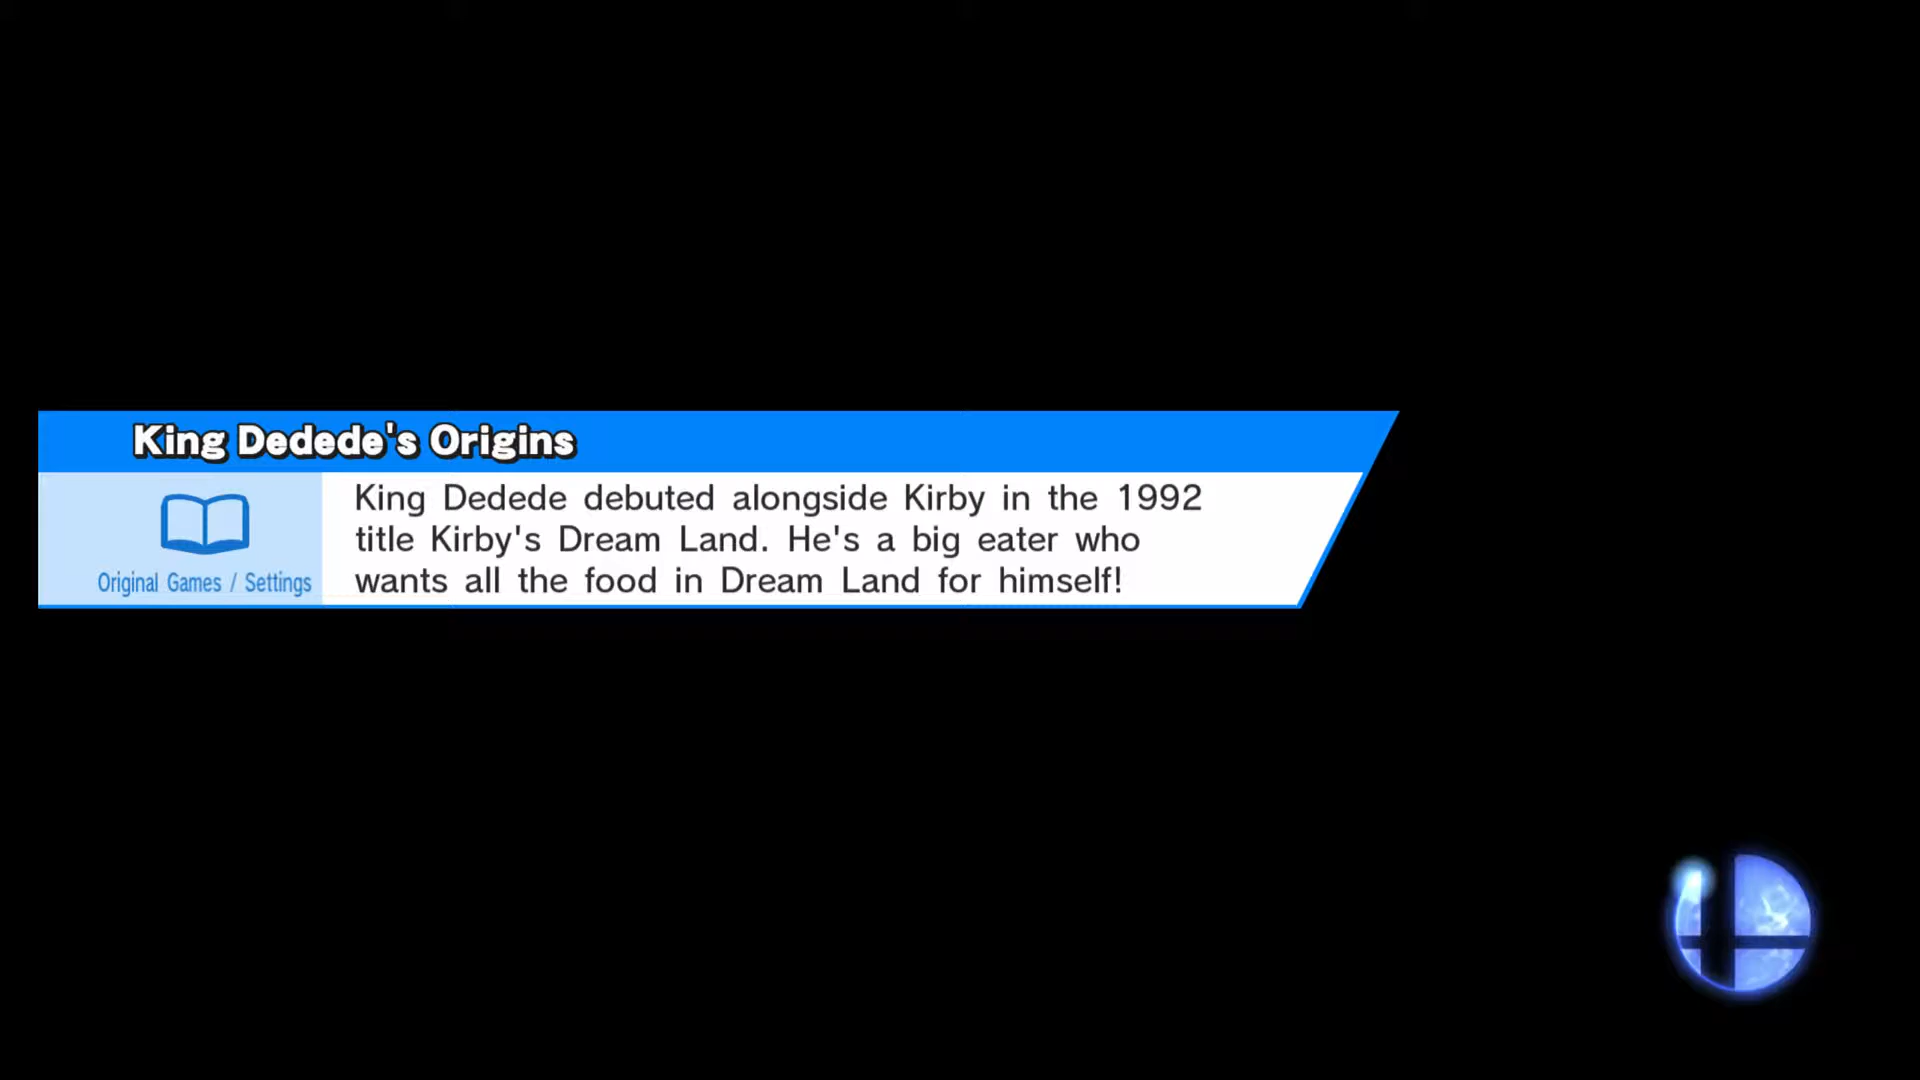 King Dedede's Origins
King Dedede debuted alongside Kirby in the 1992
title Kirby's Dream Land. He's a big eater who
wants all the food in Dream Land for himself!
Original Games / Settings